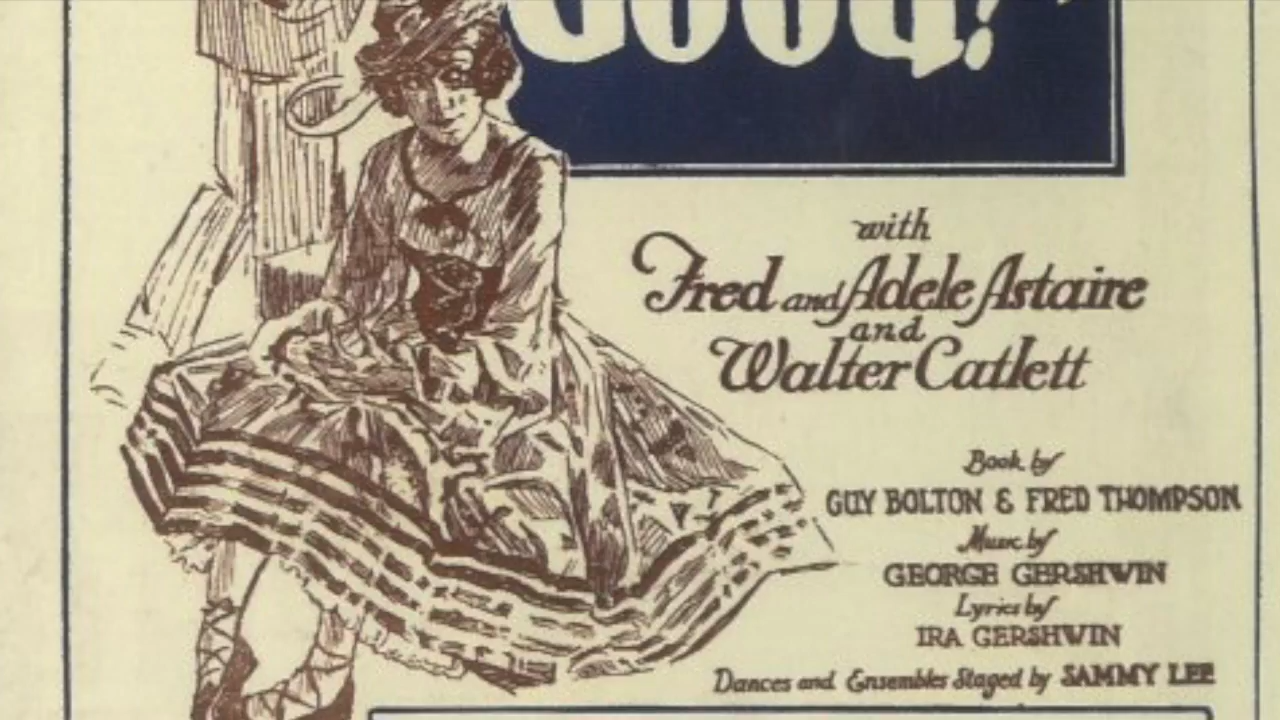 Good!"
with
Fred and Adele Astaire
and
Walter Catlett
Book by
GUY BOLTON & FRED THOMPSON
Music by
GEORGE GERSHWIN
Lyrics by
IRA GERSHWIN
Dances and Ensembles Staged by SAMMY LEE